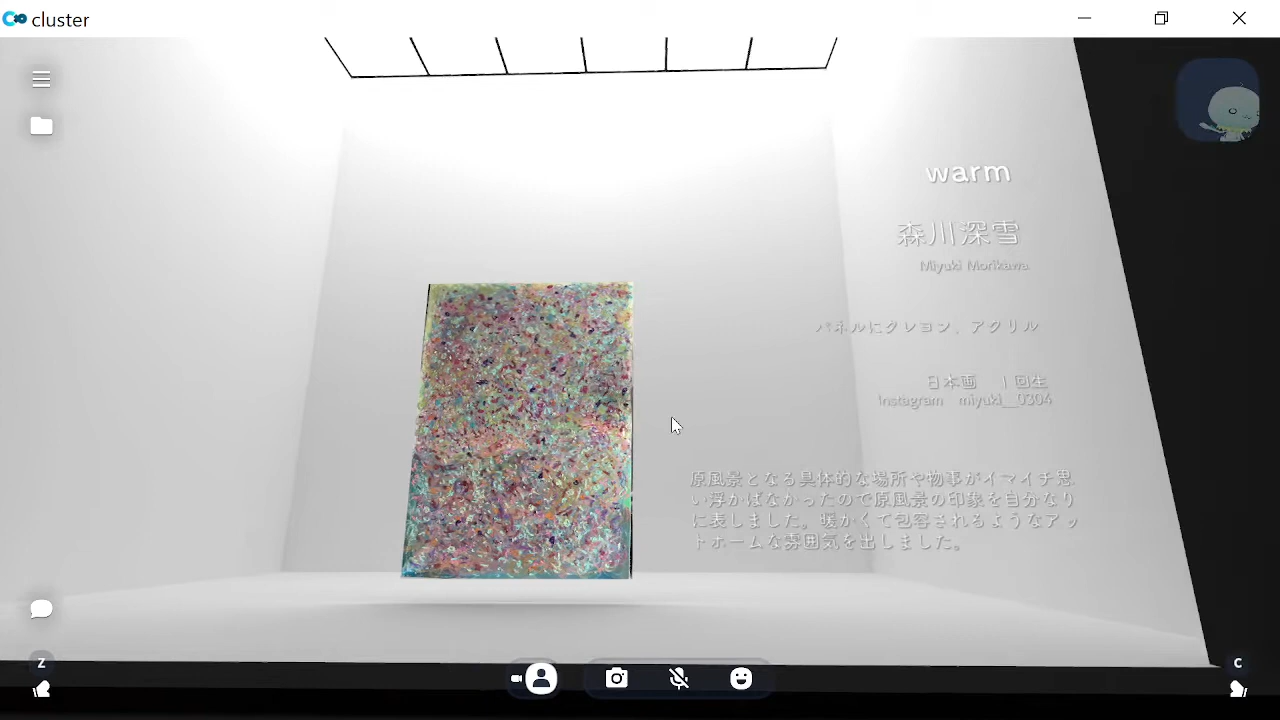 cluster
warm
森川深雪
Miyuki Morikawa
パネルにクレヨン、アクリル
日本画　1回生
Instagram　miyuki__0304
原風景となる具体的な場所や物事がイマイチ思
い浮かばなかったので原風景の印象を自分なり
に表しました。暖かくて包容されるようなアッ
トホームな雰囲気を出しました。
Z
C